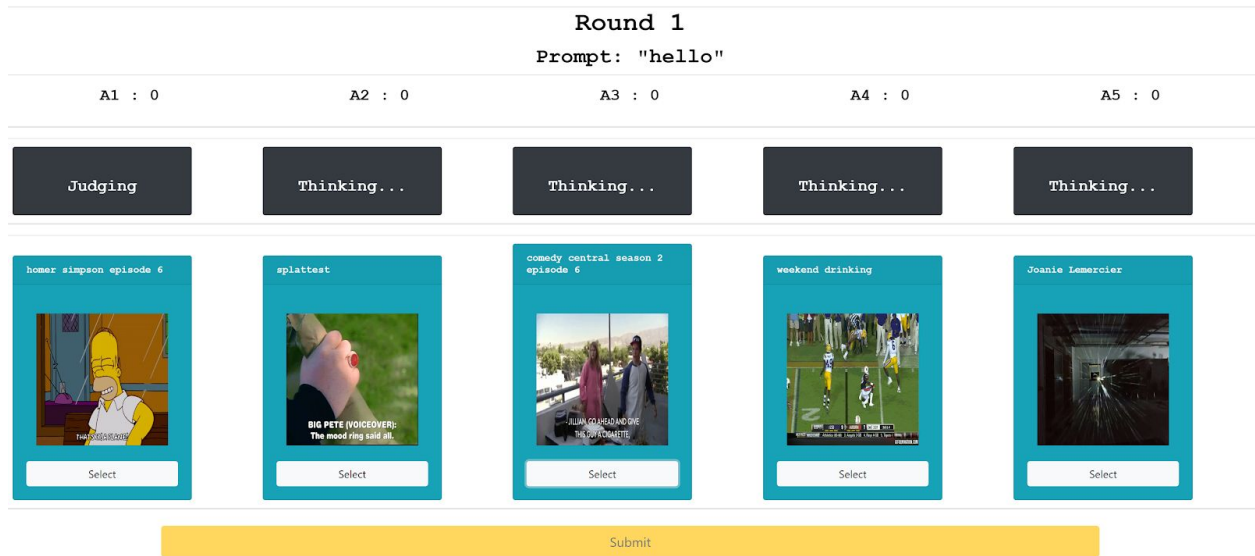 Round 1
Prompt: "hello"
A1 : 0
A2 : 0
A3 : 0
A4 : 0
A5 : 0
Judging
Thinking...
Thinking...
Thinking...
Thinking...
homer simpson episode 6
splattest
comedy central season 2
episode 6
weekend drinking
Joanie Lemercier
BIG PETE (VOICEOVER):
The mood ring said all.
JILLIAN, GO AHEAD AND GIVE
THIS GUY A CIGARETTE,
Select
Select
Select
Select
Select
Submit